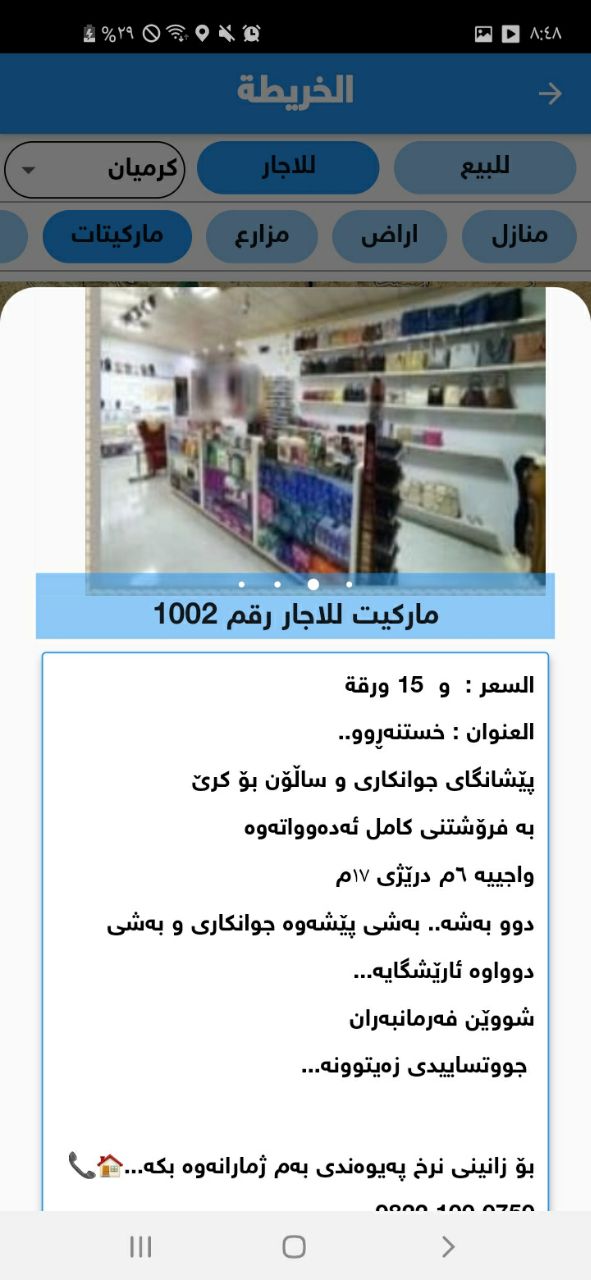 %٢٩ ٨:٤٨
الخريطة
للبيع للاجار كرميان
منازل اراض مزارع ماركيتات
ماركيت للاجار رقم 1002
السعر : و 15 ورقة
العنوان : خستنەڕوو..
پێشانگای جوانکاری و ساڵۆن بۆ کرێ
بە فرۆشتنی کامل ئەدەوواتەوە
واجییە ٦م درێژی ١٧م
دوو بەشە.. بەشی پێشەوە جوانکاری و بەشی
دوواوە ئارێشگایە...
شووێن فەرمانبەران
جووتساییدی زەیتوونە...
بۆ زانینی نرخ پەیوەندی بەم ژمارانەوە بکە...🏠📞